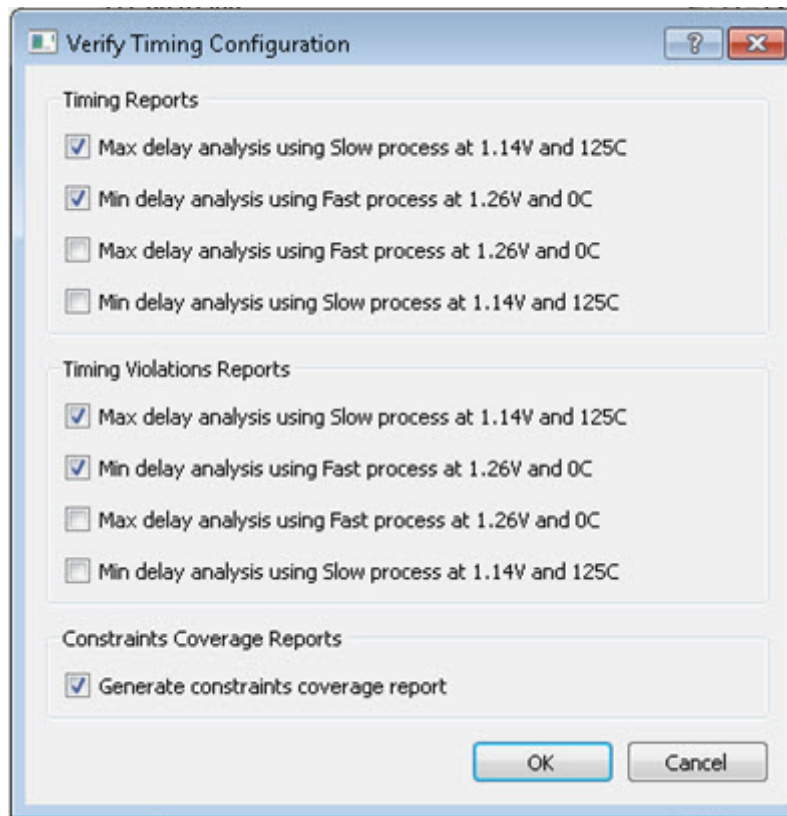 Verify Timing Configuration
Timing Reports
Max delay analysis using Slow process at 1.14V and 125C
Min delay analysis using Fast process at 1.26V and 0C
Max delay analysis using Fast process at 1.26V and 0C
Min delay analysis using Slow process at 1.14V and 125C
Timing Violations Reports
Max delay analysis using Slow process at 1.14V and 125C
Min delay analysis using Fast process at 1.26V and 0C
Max delay analysis using Fast process at 1.26V and 0C
Min delay analysis using Slow process at 1.14V and 125C
Constraints Coverage Reports
Generate constraints coverage report
OK Cancel